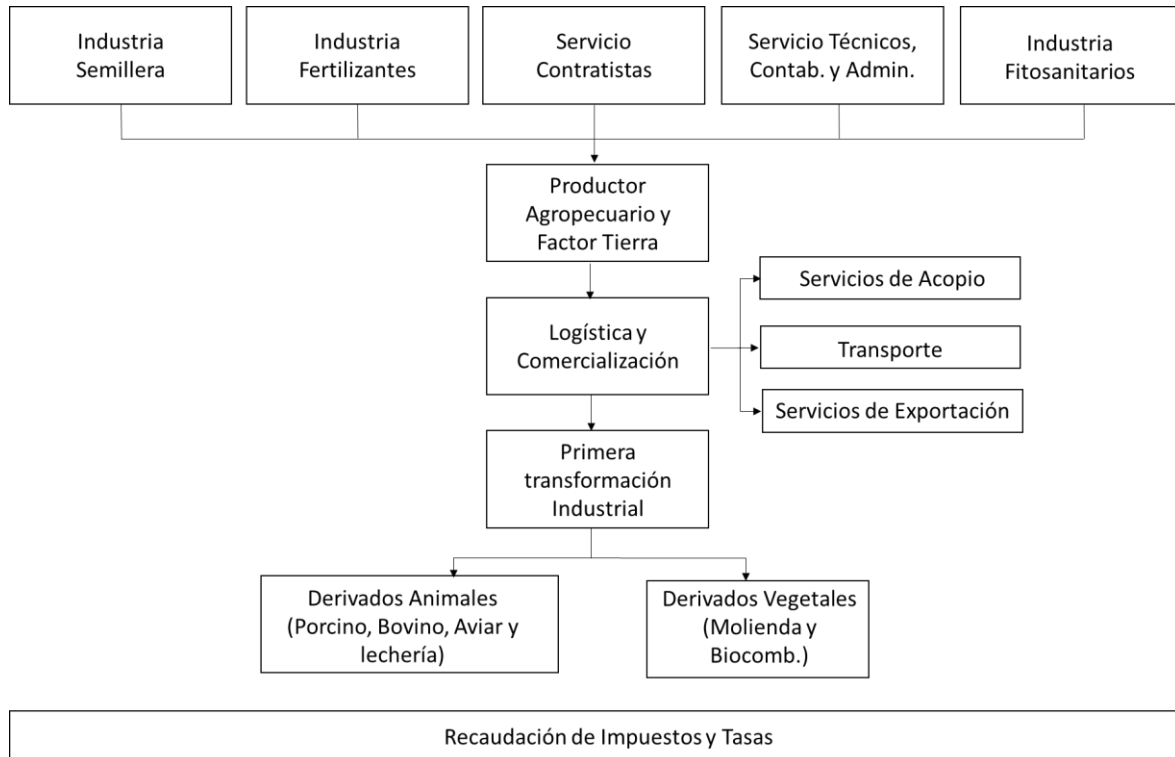 Industria
Semillera
Industria
Fertilizantes
Servicio
Contratistas
Servicio Técnicos,
Contab. y Admin.
Industria
Fitosanitarios
Productor
Agropecuario y
Factor Tierra
Servicios de Acopio
Logística y
Comercialización
Transporte
Servicios de Exportación
Primera
transformación
Industrial
Derivados Animales
(Porcino, Bovino, Aviar y
lechería)
Derivados Vegetales
(Molienda y
Biocomb.)
Recaudación de Impuestos y Tasas